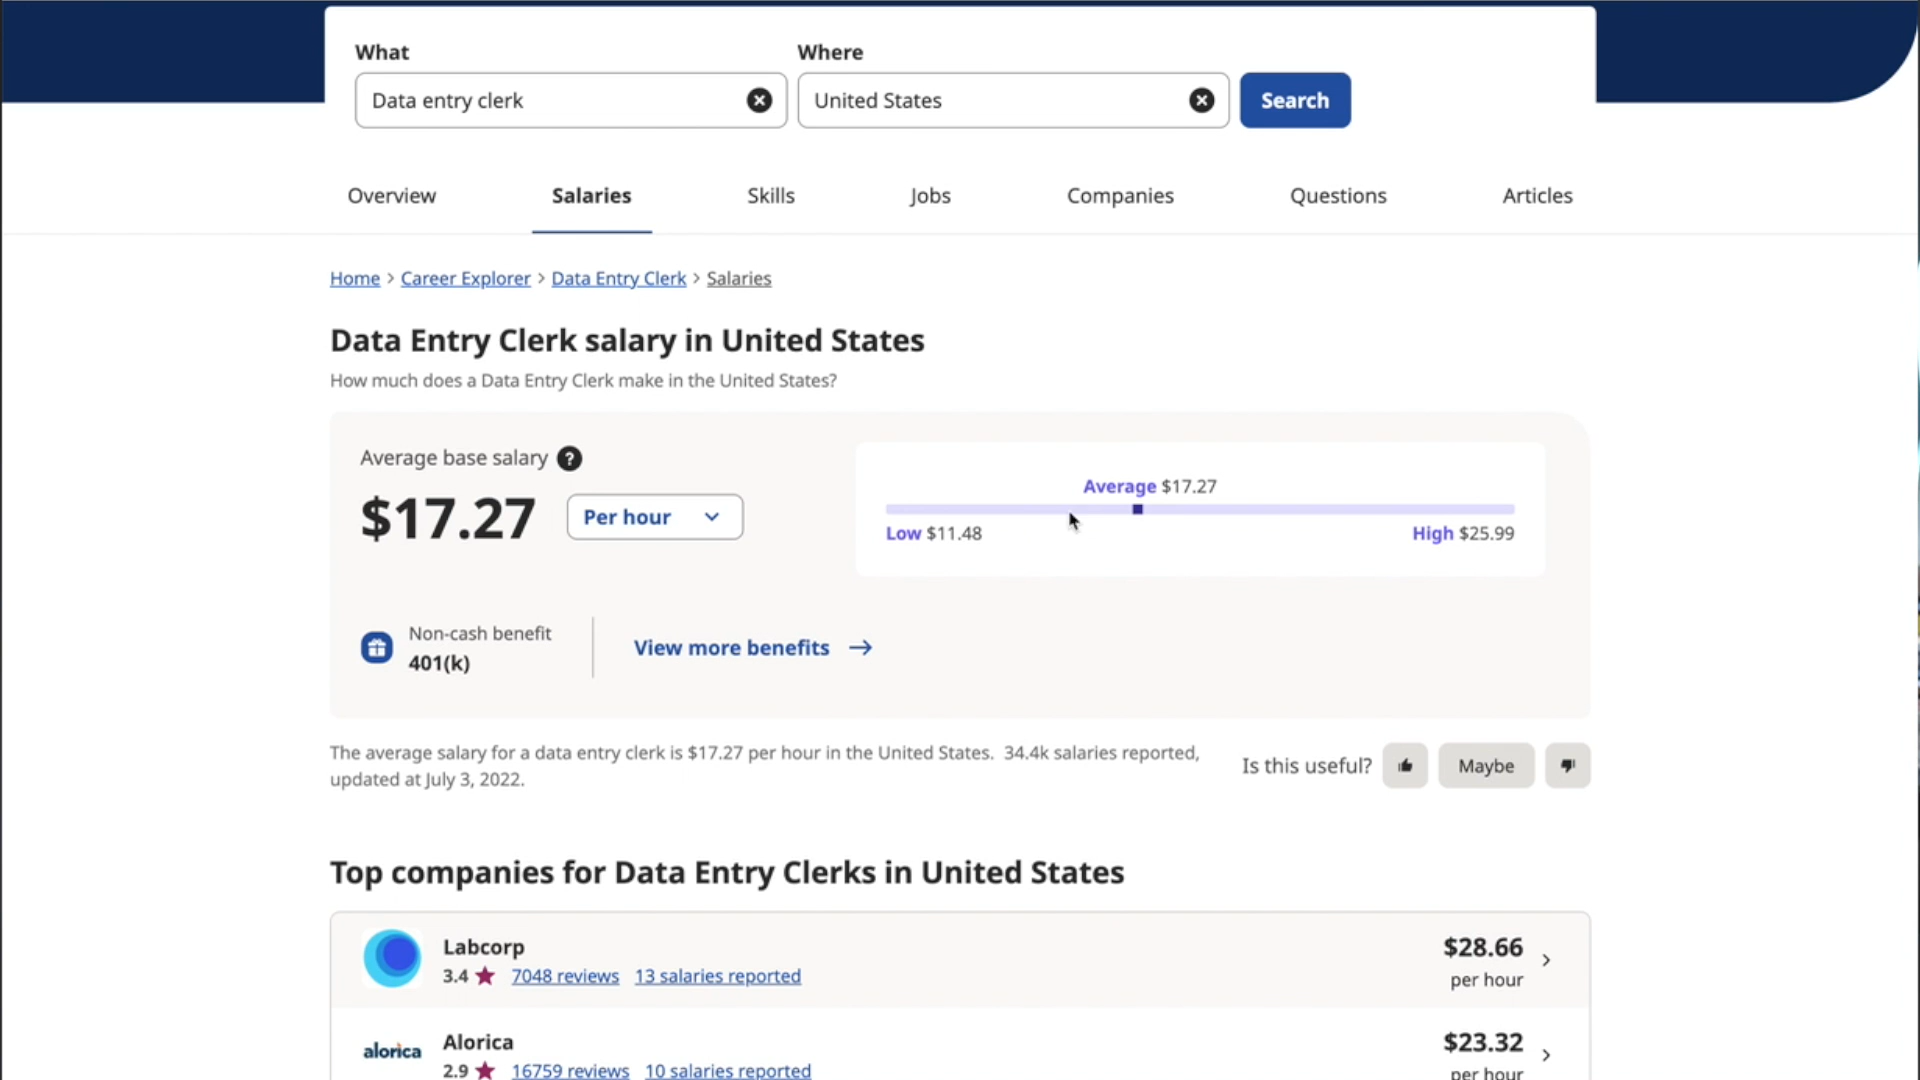 What
Where
Data entry clerk
United States
Search
Overview
Salaries
Skills
Jobs
Companies
Questions
Articles
Home > Career Explorer > Data Entry Clerk > Salaries
Data Entry Clerk salary in United States
How much does a Data Entry Clerk make in the United States?
Average base salary ?
$17.27
Per hour
Average $17.27
Low $11.48
High $25.99
Non-cash benefit
401(k)
View more benefits →
The average salary for a data entry clerk is $17.27 per hour in the United States. 34.4k salaries reported,
updated at July 3, 2022.
Is this useful?
Maybe
Top companies for Data Entry Clerks in United States
Labcorp
3.4 ★ 7048 reviews 13 salaries reported
$28.66
per hour
alorica
Alorica
2.9 ★ 16759 reviews 10 salaries reported
$23.32
per hour